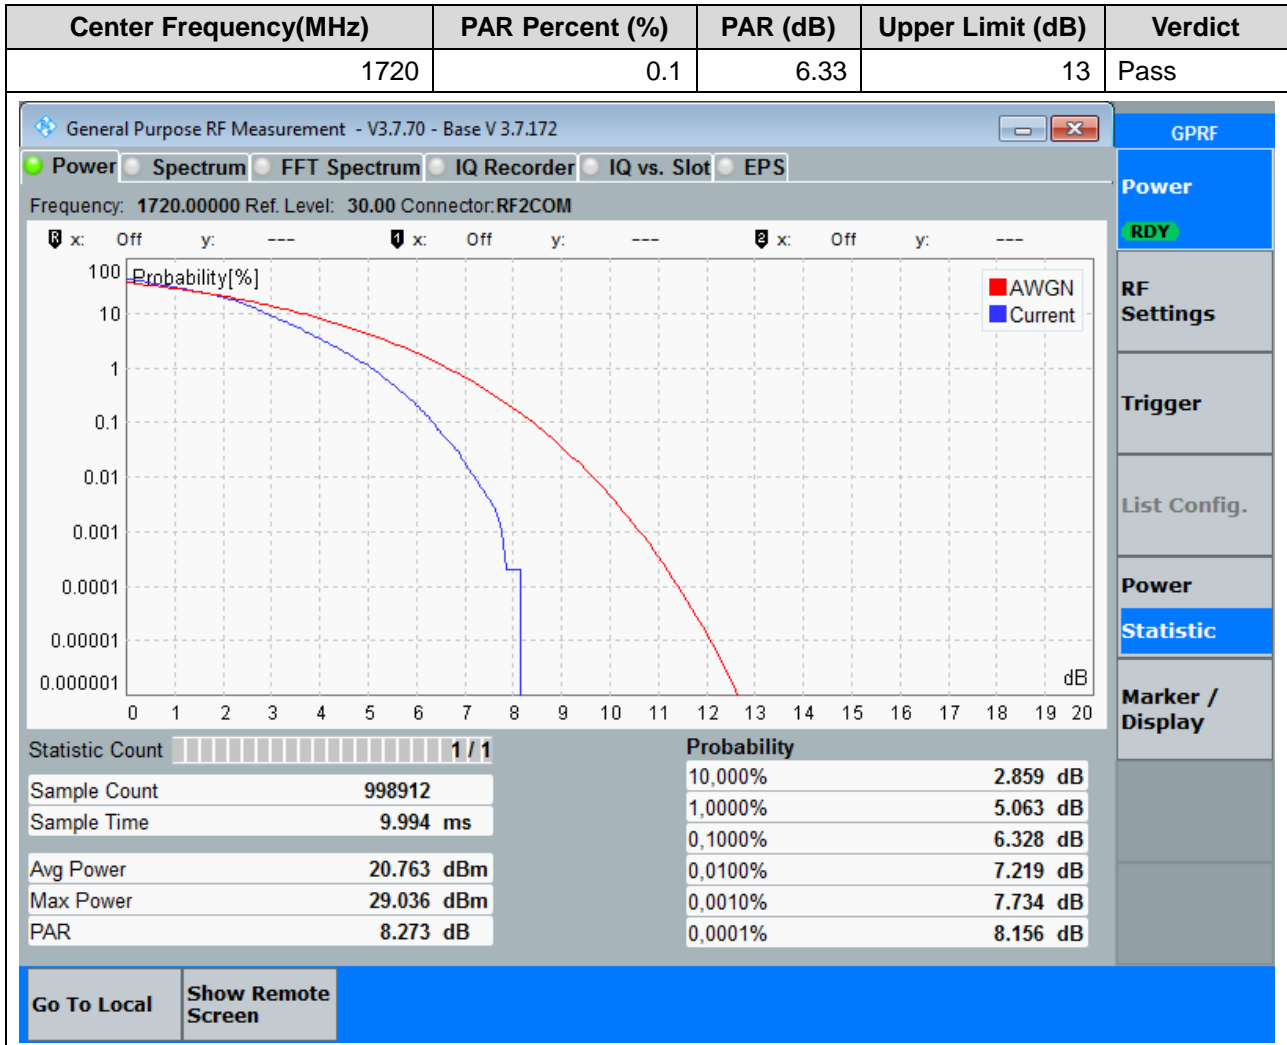 Center Frequency(MHz) PAR Percent (%) PAR (dB) Upper Limit (dB) Verdict
1720 0.1 6.33 13 Pass
General Purpose RF Measurement - V3.7.70 - Base V 3.7.172
GPRF
Power Spectrum FFT Spectrum IQ Recorder IQ vs. Slot EPS
Frequency: 1720.00000 Ref. Level: 30.00 Connector:RF2COM
R x: Off y: --- 1 x: Off y: --- 2 x: Off y: ---
Probability[%]
100
10
1
0.1
0.01
0.001
0.0001
0.00001
0.000001
AWGN
Current
dB
0 1 2 3 4 5 6 7 8 9 10 11 12 13 14 15 16 17 18 19 20
Statistic Count 1 / 1
Sample Count 998912
Sample Time 9.994 ms
Avg Power 20.763 dBm
Max Power 29.036 dBm
PAR 8.273 dB
Probability
10,000% 2.859 dB
1,0000% 5.063 dB
0,1000% 6.328 dB
0,0100% 7.219 dB
0,0010% 7.734 dB
0,0001% 8.156 dB
Power
RDY
RF
Settings
Trigger
List Config.
Power
Statistic
Marker /
Display
Go To Local
Show Remote
Screen